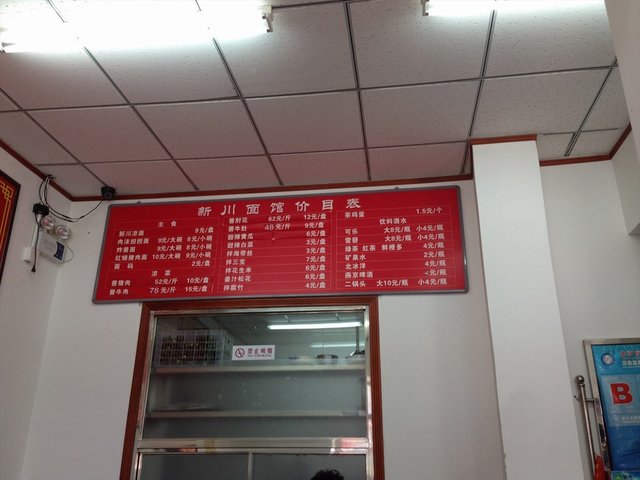 新川面馆价目表
主食
新川凉面 9元/盘
肉沫担担面 9元/大碗 8元/小碗
炸酱面 9元/大碗 8元/小碗
红烧猪肉面 10元/大碗 9元/小碗
面码 2元/盘
凉菜
酱猪肉 52元/斤 10元/盘
酱牛肉 78元/斤 15元/盘
酱肘花 62元/斤 12元/盘
酱牛肚 48元/斤 9元/盘
甜辣黄瓜 6元/盘
甜辣白菜 3元/盘
拌海带丝 3元/盘
拌三宝 7元/盘
拌花生米 6元/盘
姜汁松花 6元/盘
拌腐竹 4元/盘
茶鸡蛋 1.5元/个
饮料酒水
可乐 大8元/瓶 小4元/瓶
雪碧 大8元/瓶 小4元/瓶
绿茶 红茶 鲜橙多 4元/瓶
矿泉水 2元/瓶
北冰洋 4元/瓶
燕京啤酒 4元/瓶
二锅头 大10元/瓶 小4元/瓶
禁止吸烟
NO SMOKING
B